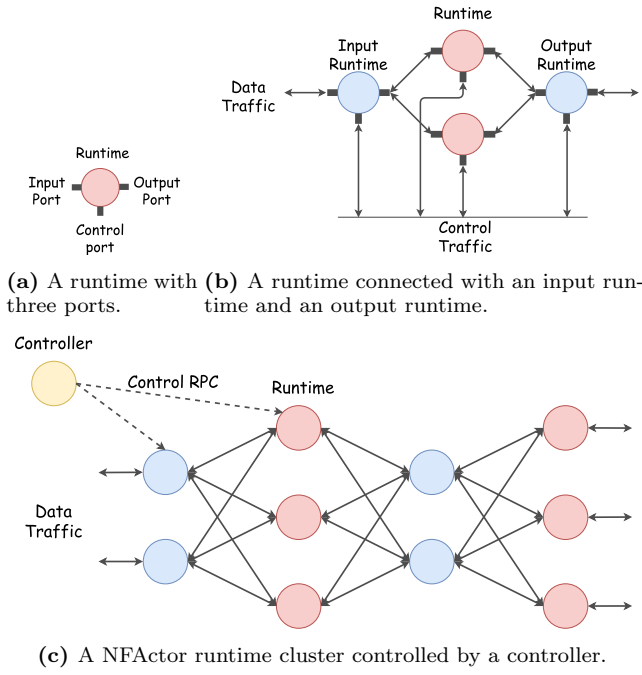 Runtime
Input
Port
Output
Port
Control
port
(a) A runtime with
three ports.
Runtime
Input
Runtime
Output
Runtime
Data
Traffic
Control
Traffic
(b) A runtime connected with an input run-
time and an output runtime.
Controller
Control RPC
Runtime
Data
Traffic
(c) A NFActor runtime cluster controlled by a controller.